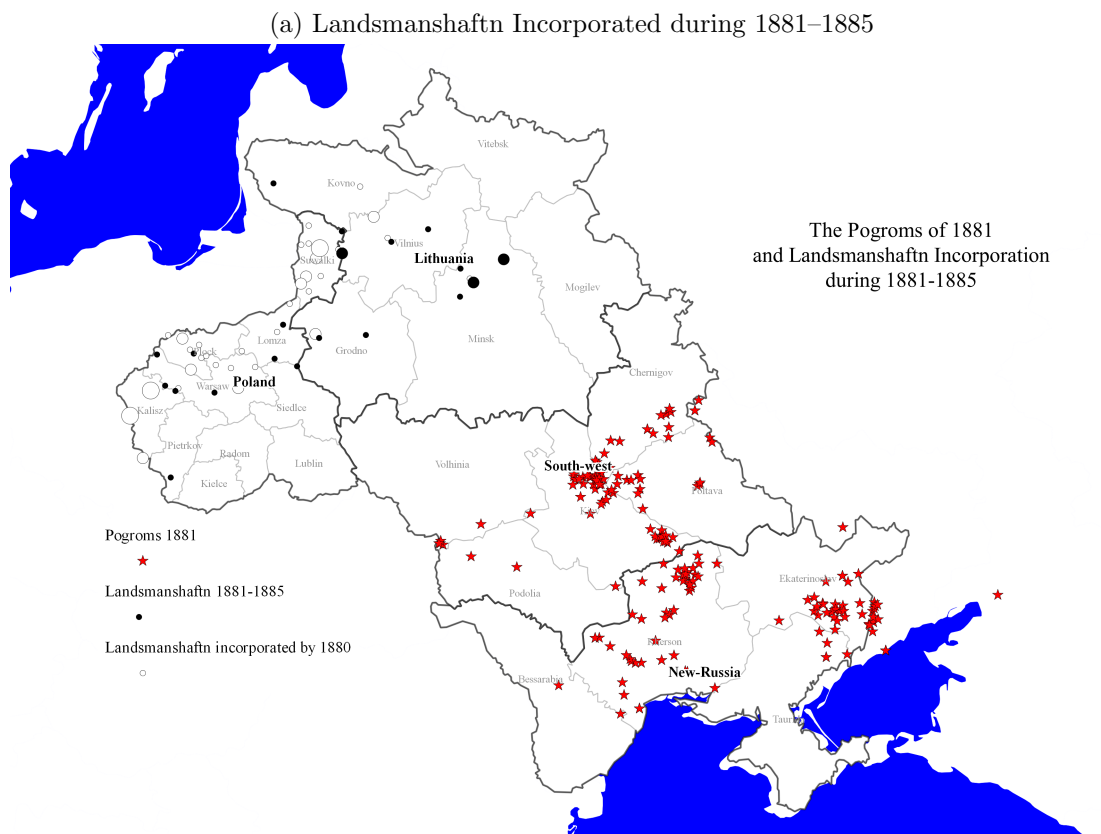 (a) Landsmanshaftn Incorporated during 1881–1885
Vitebsk
Kovno
The Pogroms of 1881
and Landsmanshaftn Incorporation
during 1881-1885
Vilnius
Lithuania
Suwalki
Mogilev
Minsk
Lomza
Grodno
Plock
Chernigov
Warsaw
Poland
Kalisz
Siedlce
Pietrkov
Radom
Lublin
Volhinia
South-west
Kielce
Poltava
Pogroms 1881
Landsmanshaftn 1881-1885
Ekaterinoslav
Podolia
Landsmanshaftn incorporated by 1880
Kherson
New-Russia
Bessarabia